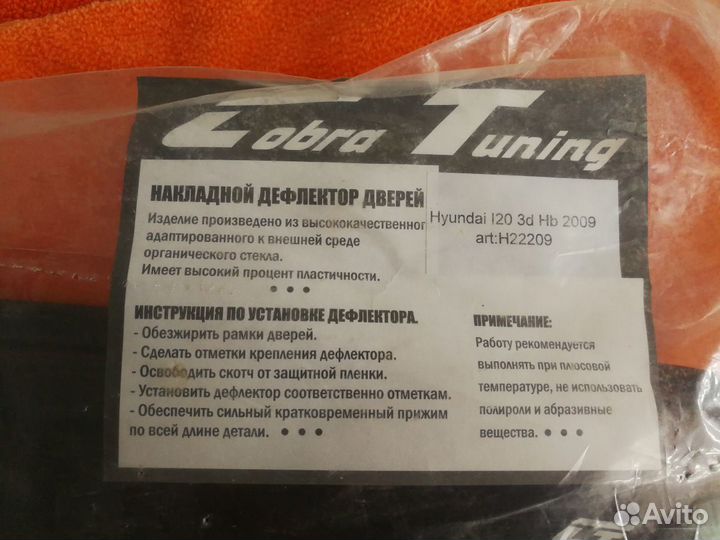 Cobra Tuning
НАКЛАДНОЙ ДЕФЛЕКТОР ДВЕРЕЙ
Изделие произведено из высококачественног
адаптированного к внешней среде
органического стекла.
Имеет высокий процент пластичности.
• • •
Hyundai I20 3d Hb 2009
art:H22209
ИНСТРУКЦИЯ ПО УСТАНОВКЕ ДЕФЛЕКТОРА.
- Обезжирить рамки дверей.
- Сделать отметки крепления дефлектора.
- Освободить скотч от защитной пленки.
- Установить дефлектор соответственно отметкам.
- Обеспечить сильный кратковременный прижим
по всей длине детали. • • •
ПРИМЕЧАНИЕ:
Работу рекомендуется
выполнять при плюсовой
температуре, не использовать
полироли и абразивные
вещества. • • •
Avito